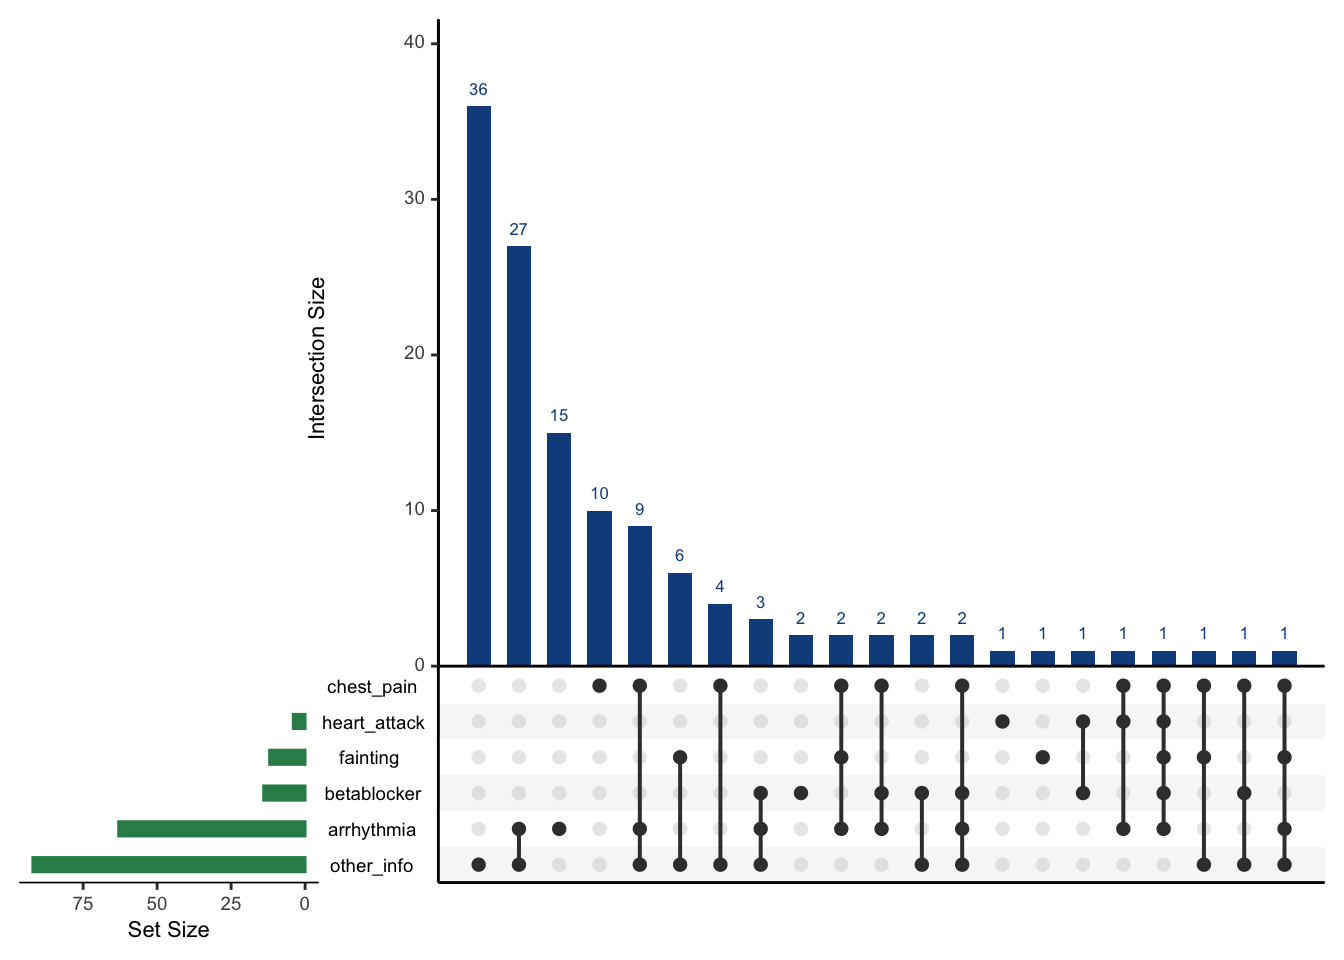 40
36
30
27
Intersection Size
20
15
10
10
9
6
4
3
2
2
2
2
2
1
1
1
1
1
1
1
1
0
chest_pain
heart_attack
fainting
betablocker
arrhythmia
other_info
75 50 25 0
Set Size